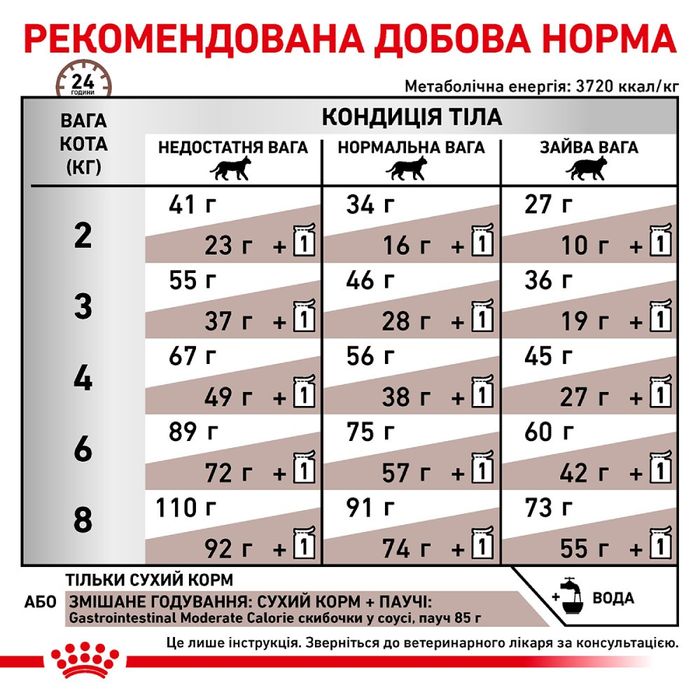 РЕКОМЕНДОВАНА ДОБОВА НОРМА
24
ГОДИНИ
Метаболічна енергія: 3720 ккал/кг
ВАГА
КОТА
(КГ)
КОНДИЦІЯ ТІЛА
НЕДОСТАТНЯ ВАГА НОРМАЛЬНА ВАГА ЗАЙВА ВАГА
41 г 34 г 27 г
2
23 г + 1 16 г + 1 10 г + 1
55 г 46 г 36 г
3
37 г + 1 28 г + 1 19 г + 1
67 г 56 г 45 г
4
49 г + 1 38 г + 1 27 г + 1
89 г 75 г 60 г
6
72 г + 1 57 г + 1 42 г + 1
110 г 91 г 73 г
8
92 г + 1 74 г + 1 55 г + 1
ТІЛЬКИ СУХИЙ КОРМ
АБО ЗМІШАНЕ ГОДУВАННЯ: СУХИЙ КОРМ + ПАУЧІ:
Gastrointestinal Moderate Calorie скибочки у соусі, пауч 85 г
+ ВОДА
Це лише інструкція. Зверніться до ветеринарного лікаря за консультацією.